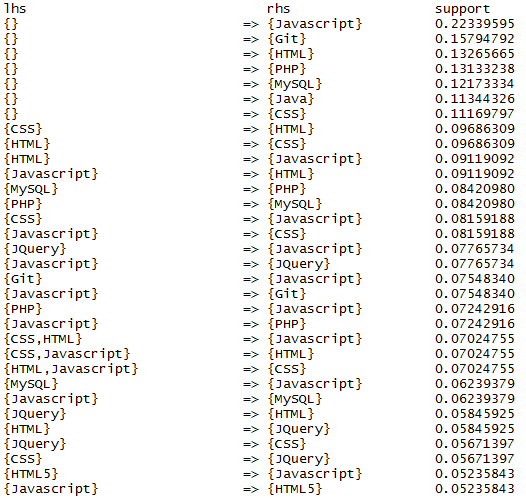 lhs rhs support
{} => {Javascript} 0.22339595
{} => {Git} 0.15794792
{} => {HTML} 0.13265665
{} => {PHP} 0.13133238
{} => {MySQL} 0.12173334
{} => {Java} 0.11344326
{} => {CSS} 0.11169797
{CSS} => {HTML} 0.09686309
{HTML} => {CSS} 0.09686309
{HTML} => {Javascript} 0.09119092
{Javascript} => {HTML} 0.09119092
{MySQL} => {PHP} 0.08420980
{PHP} => {MySQL} 0.08420980
{CSS} => {Javascript} 0.08159188
{Javascript} => {CSS} 0.08159188
{JQuery} => {Javascript} 0.07765734
{Javascript} => {JQuery} 0.07765734
{Git} => {Javascript} 0.07548340
{Javascript} => {Git} 0.07548340
{PHP} => {Javascript} 0.07242916
{Javascript} => {PHP} 0.07242916
{CSS,HTML} => {Javascript} 0.07024755
{CSS,Javascript} => {HTML} 0.07024755
{HTML,Javascript} => {CSS} 0.07024755
{MySQL} => {Javascript} 0.06239379
{Javascript} => {MySQL} 0.06239379
{JQuery} => {HTML} 0.05845925
{HTML} => {JQuery} 0.05845925
{JQuery} => {CSS} 0.05671397
{CSS} => {JQuery} 0.05671397
{HTML5} => {Javascript} 0.05235843
{Javascript} => {HTML5} 0.05235843